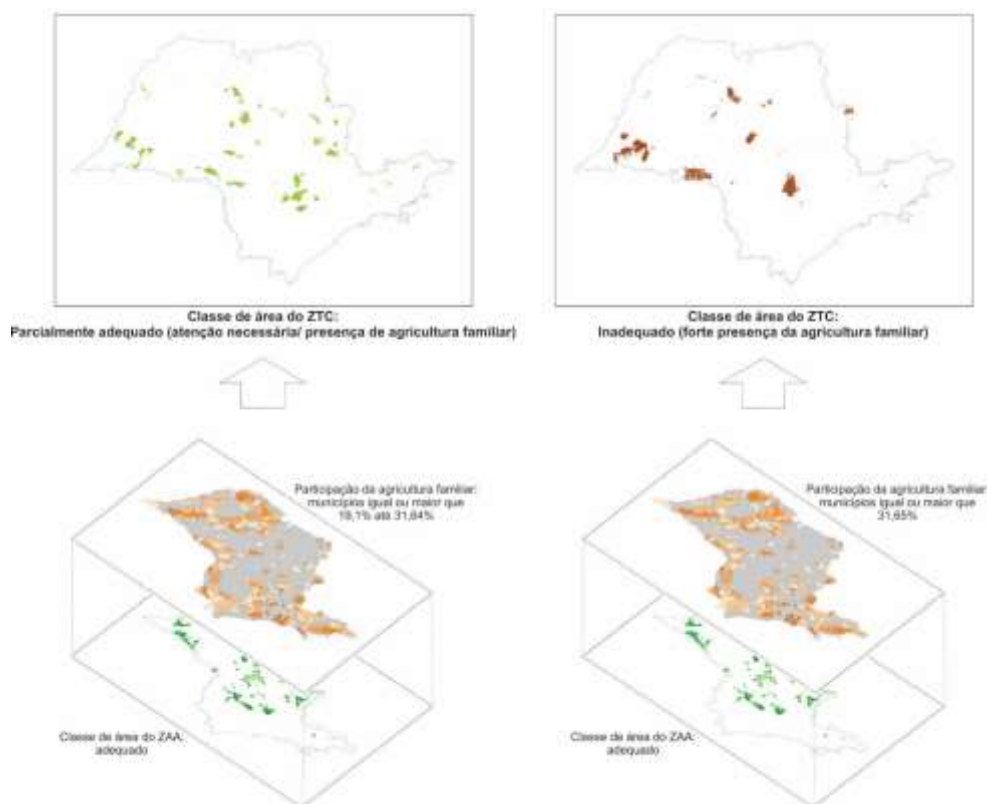 Classe de área do ZTC:
Parcialmente adequado (atenção necessária/ presença de agricultura familiar)
Classe de área do ZTC:
Inadequado (forte presença da agricultura familiar)
Participação da agricultura familiar:
municípios igual ou maior que
19,1% até 31,64%
Participação da agricultura familiar:
municípios igual ou maior que
31,65%
Classe de área do ZAA:
adequado
Classe de área do ZAA:
adequado